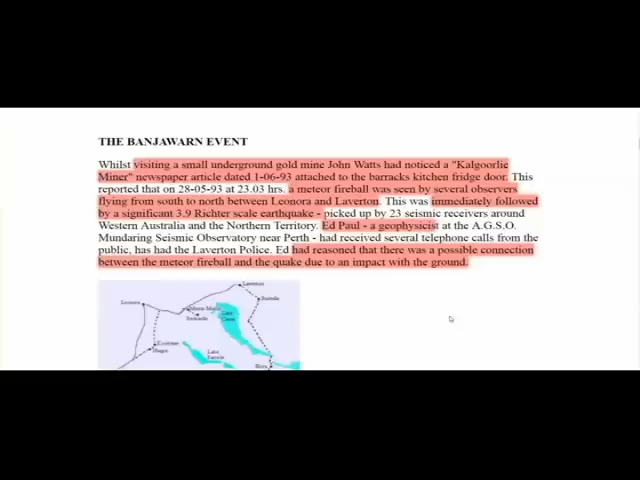 THE BANJAWARN EVENT
Whilst visiting a small underground gold mine John Watts had noticed a "Kalgoorlie
Miner" newspaper article dated 1-06-93 attached to the barracks kitchen fridge door. This
reported that on 28-05-93 at 23.03 hrs. a meteor fireball was seen by several observers
flying from south to north between Leonora and Laverton. This was immediately followed
by a significant 3.9 Richter scale earthquake - picked up by 23 seismic receivers around
Western Australia and the Northern Territory. Ed Paul - a geophysicist at the A.G.S.O.
Mundaring Seismic Observatory near Perth - had received several telephone calls from the
public, has had the Laverton Police. Ed had reasoned that there was a possible connection
between the meteor fireball and the quake due to an impact with the ground.
Laverton
Leonora
Lake
Lake